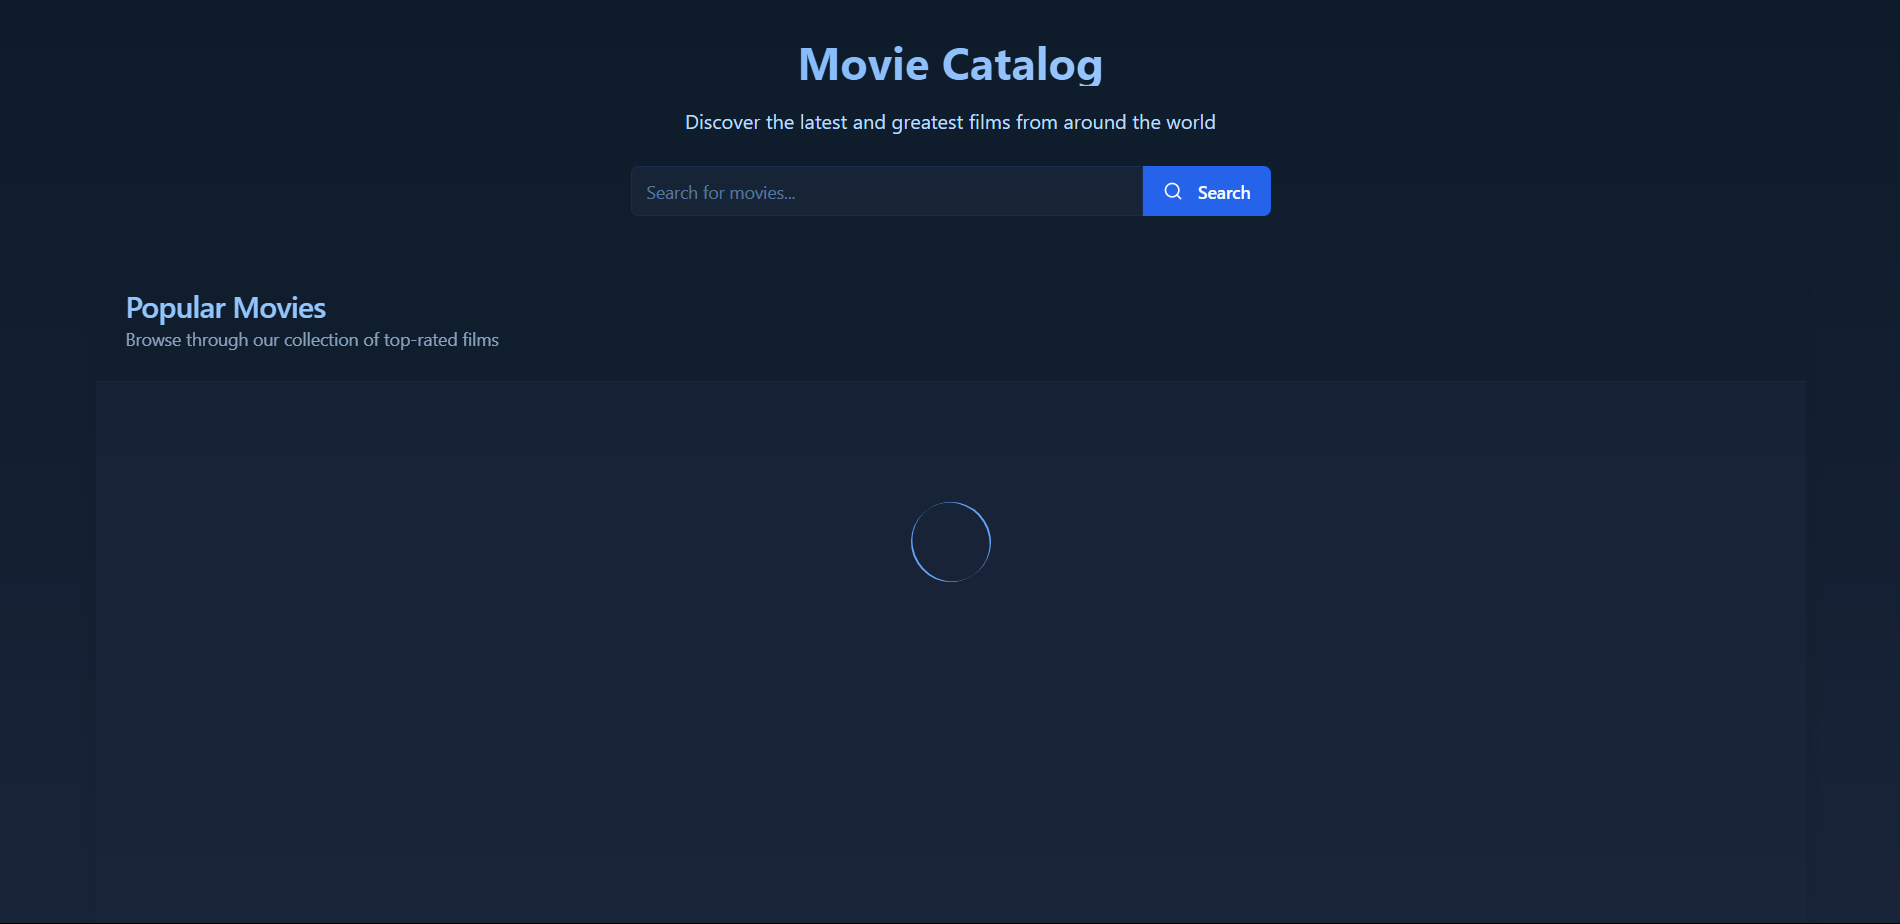 Movie Catalog
Discover the latest and greatest films from around the world
Search for movies...
Search
Popular Movies
Browse through our collection of top-rated films